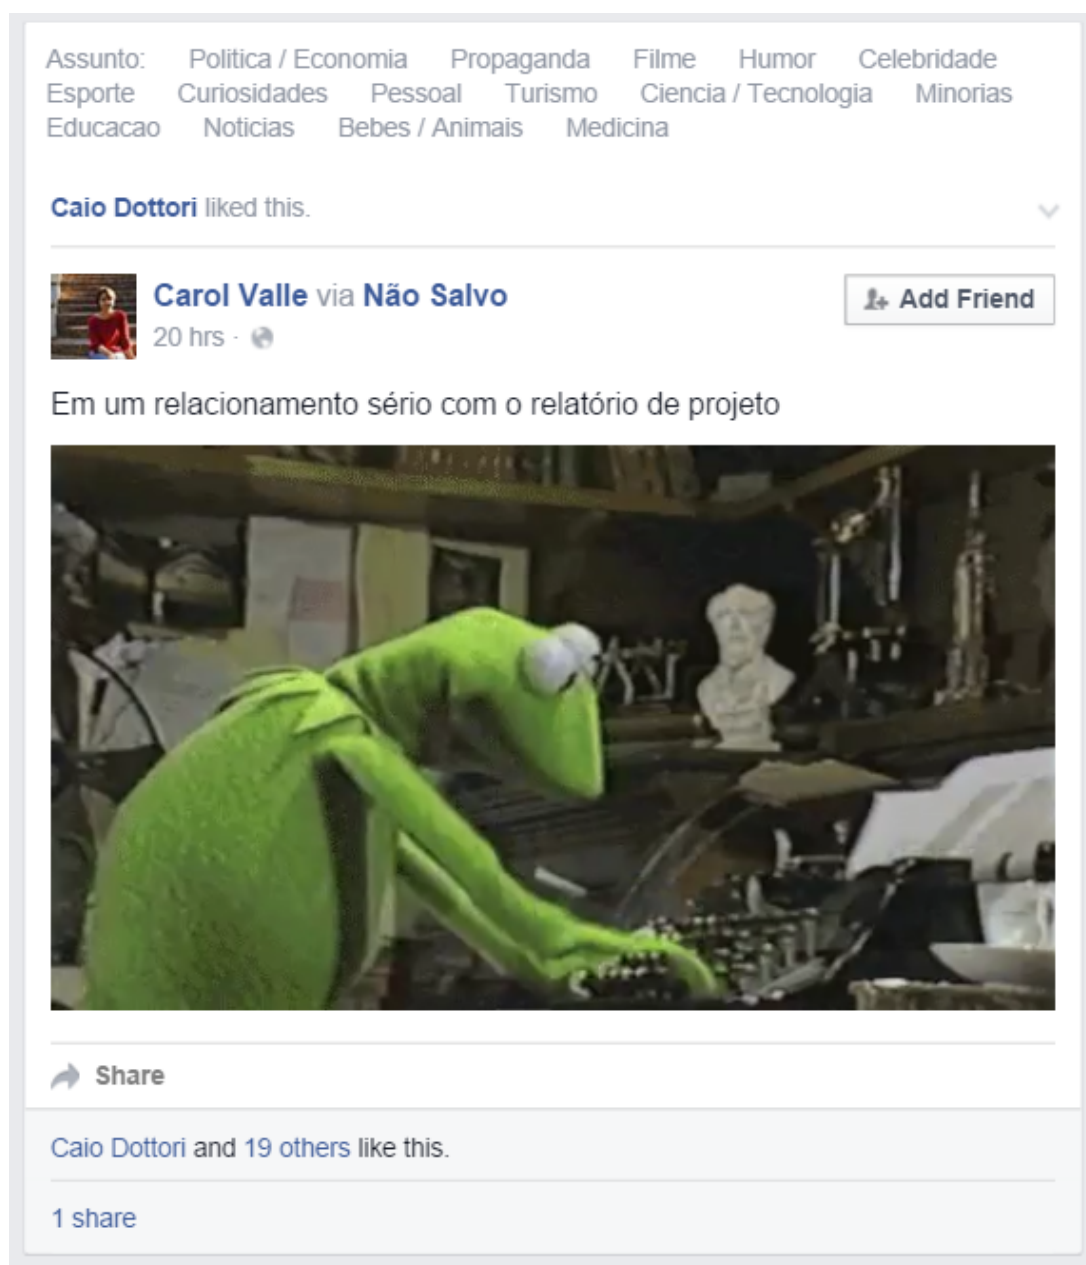 Assunto: Politica / Economia Propaganda Filme Humor Celebridade
Esporte Curiosidades Pessoal Turismo Ciencia / Tecnologia Minorias
Educacao Noticias Bebes / Animais Medicina
Caio Dottori liked this.
Carol Valle via Não Salvo
Add Friend
20 hrs ·
Em um relacionamento sério com o relatório de projeto
Share
Caio Dottori and 19 others like this.
1 share